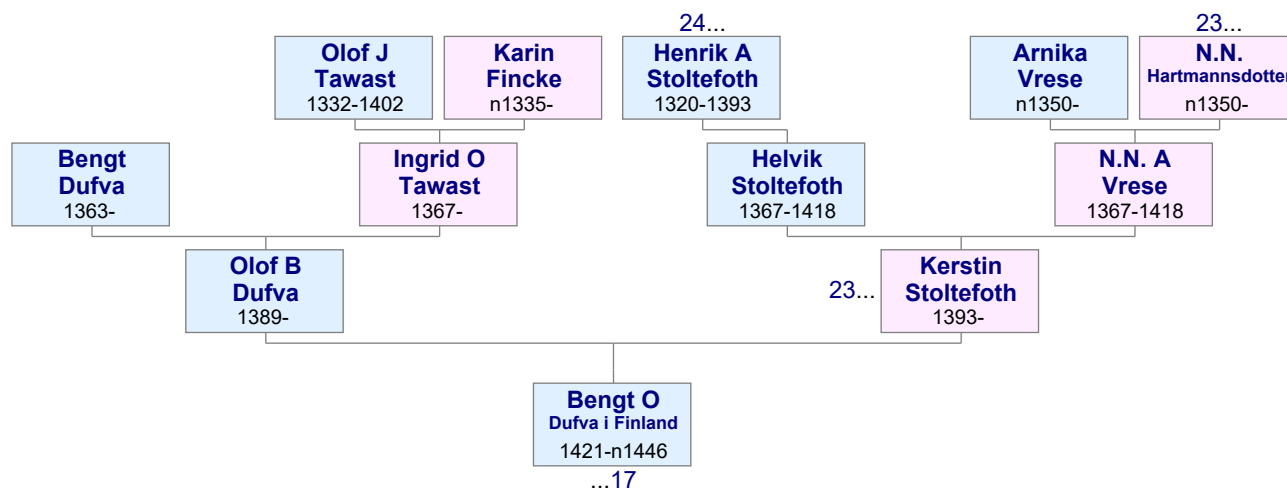 24...
23...
Olof J
Tawast
1332-1402
Karin
Fincke
n1335-
Henrik A
Stoltefoth
1320-1393
Arnika
Vrese
n1350-
N.N.
Hartmannsdotter
n1350-
Bengt
Dufva
1363-
Ingrid O
Tawast
1367-
Helvik
Stoltefoth
1367-1418
N.N. A
Vrese
1367-1418
Olof B
Dufva
1389-
23...
Kerstin
Stoltefoth
1393-
Bengt O
Dufva i Finland
1421-n1446
...17